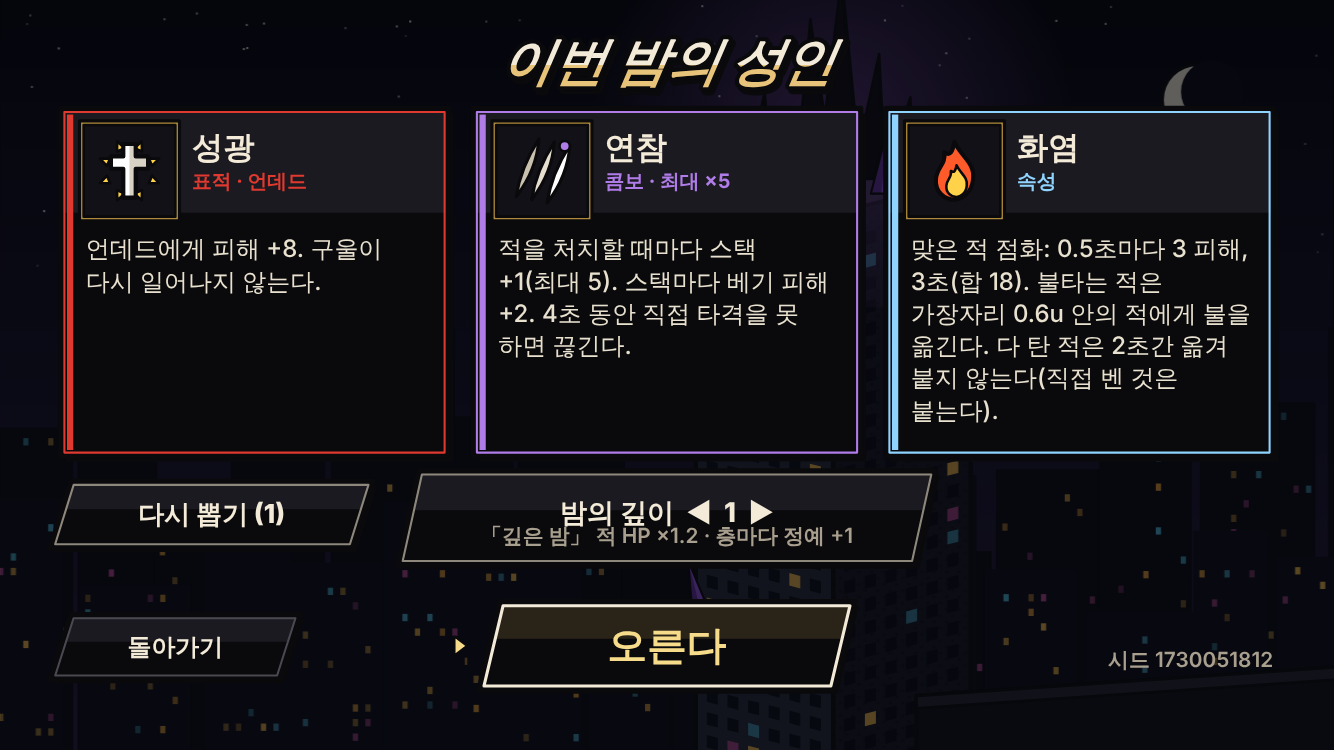 이번 밤의 성인
성광
표적 · 언데드
언데드에게 피해 +8. 구울이
다시 일어나지 않는다.
연참
콤보 · 최대 ×5
적을 처치할 때마다 스택
+1(최대 5). 스택마다 베기 피해
+2. 4초 동안 직접 타격을 못
하면 끊긴다.
화염
속성
맞은 적 점화: 0.5초마다 3 피해,
3초(합 18). 불타는 적은
가장자리 0.6u 안의 적에게 불을
옮긴다. 다 탄 적은 2초간 옮겨
붙지 않는다(직접 벤 것은
붙는다).
다시 뽑기 (1)
밤의 깊이 ◀ 1 ▶
「깊은 밤」 적 HP ×1.2 · 층마다 정예 +1
돌아가기
오른다
시드 1730051812